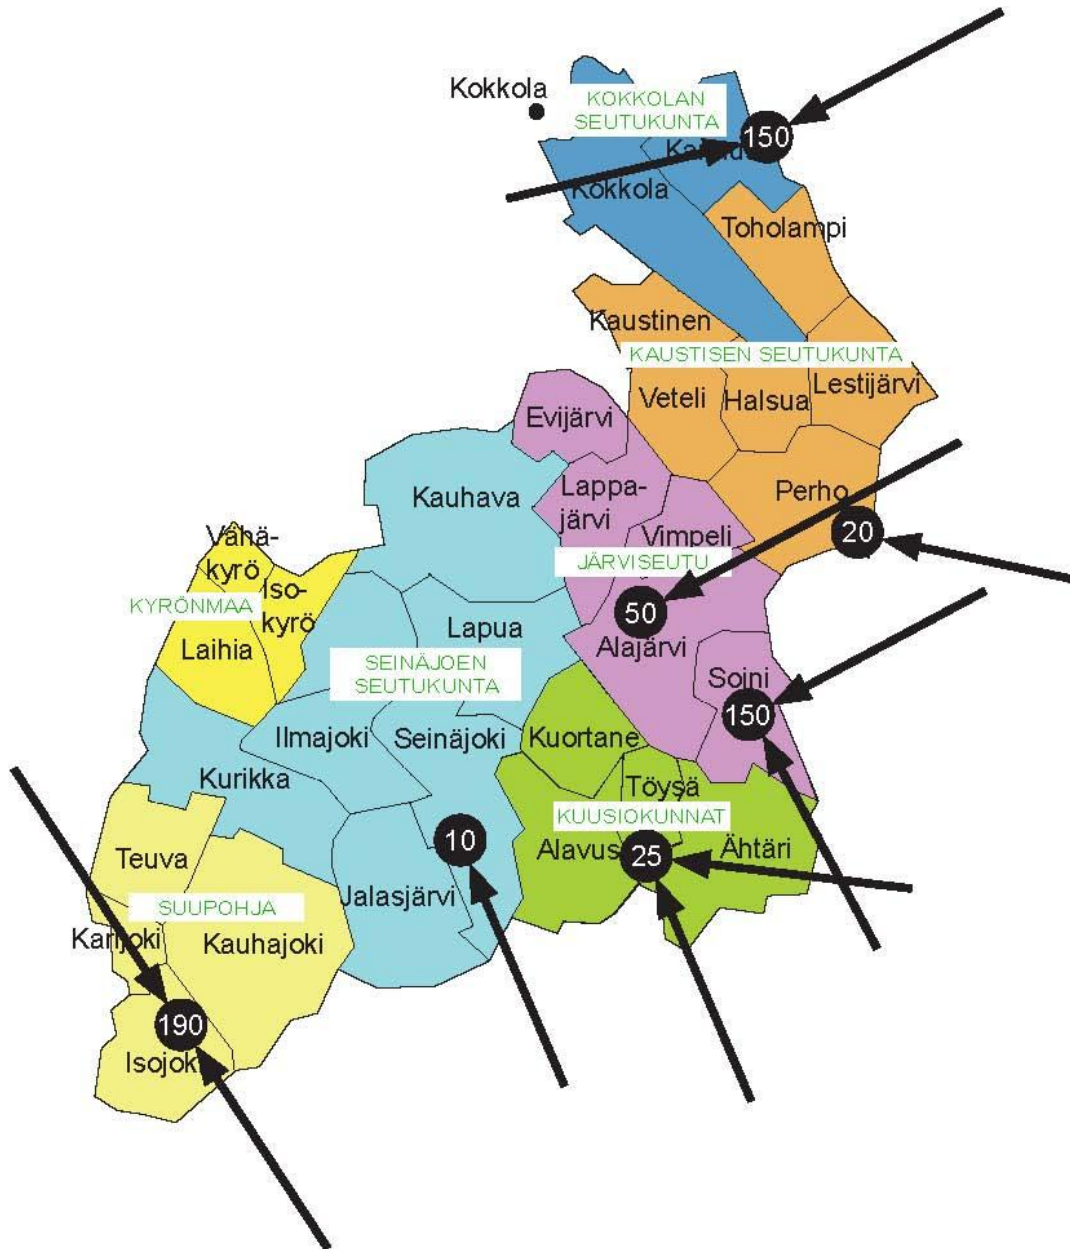 Kokkola
KOKKOLAN
SEUTUKUNTA
150
Kokkola
Toholampi
Kaustinen
KAUSTISEN SEUTUKUNTA
Veteli
Halsua
Lestijärvi
Evijärvi
Kauhava
Lappa-
järvi
Perho
Vimpeli
20
Vähä-
kyrö
JÄRVISEUTU
Iso-
kyrö
KYRÖNMAA
50
Laihia
Lapua
Alajärvi
SEINÄJOEN
SEUTUKUNTA
Soini
150
Ilmajoki
Seinäjoki
Kuortane
Kurikka
Töysä
KUUSIOKUNNAT
10
Alavus
25
Ähtäri
Teuva
Jalasjärvi
SUUPOHJA
Karijoki
Kauhajoki
190
Isojoki